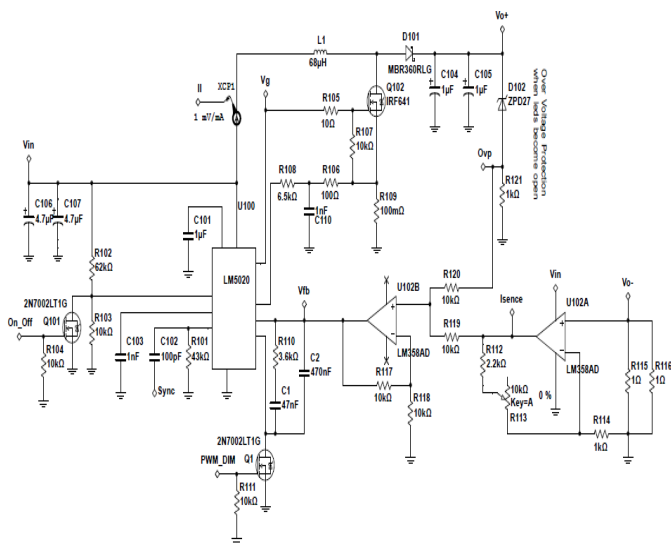 D101
Vo+
L1
68μH
MBR360RLG
C104
1μF
C105
1μF
D102
ZPD27
Over Voltage Protection
when leds become open
Q102
IRF641
XCP1
Il
1 mV/mA
Vg
R105
10Ω
R107
10kΩ
Ovp
R121
1kΩ
Vin
R108
6.5kΩ
R106
100Ω
1nF
C110
R109
100mΩ
U100
C106
4.7μF
C107
4.7μF
C101
1μF
R102
62kΩ
LM5020
Vfb
U102B
R120
10kΩ
Vin
U102A
Vo-
2N7002LT1G
Q101
On_Off
R103
10kΩ
R104
10kΩ
C103
1nF
C102
100pF
R101
43kΩ
Sync
R110
3.6kΩ
C2
470nF
C1
47nF
LM358AD
R119
10kΩ
Isence
LM358AD
R117
10kΩ
R118
10kΩ
R112
2.2kΩ
10kΩ
Key=A
R113
0 %
R115
1Ω
R116
1Ω
R114
1kΩ
2N7002LT1G
Q1
PWM_DIM
R111
10kΩ